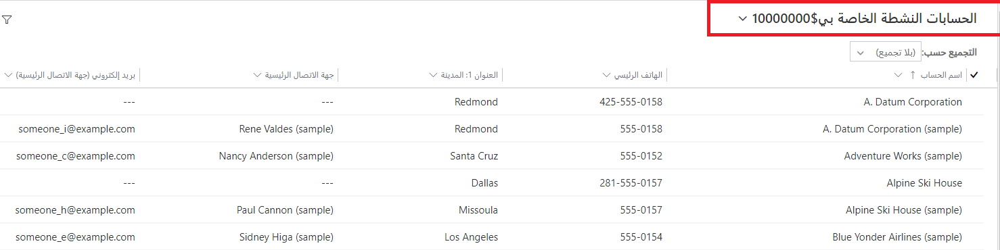 الحسابات النشطة الخاصة بي$10000000
التجميع حسب: (بلا تجميع)
اسم الحساب ↑ الهاتف الرئيسي العنوان 1: المدينة جهة الاتصال الرئيسية بريد إلكتروني (جهة الاتصال الرئيسية)
A. Datum Corporation 425-555-0158 Redmond --- ---
A. Datum Corporation (sample) 555-0158 Redmond Rene Valdes (sample) someone_i@example.com
Adventure Works (sample) 555-0152 Santa Cruz Nancy Anderson (sample) someone_c@example.com
Alpine Ski House 281-555-0157 Dallas --- ---
Alpine Ski House (sample) 555-0157 Missoula Paul Cannon (sample) someone_h@example.com
Blue Yonder Airlines (sample) 555-0154 Los Angeles Sidney Higa (sample) someone_e@example.com